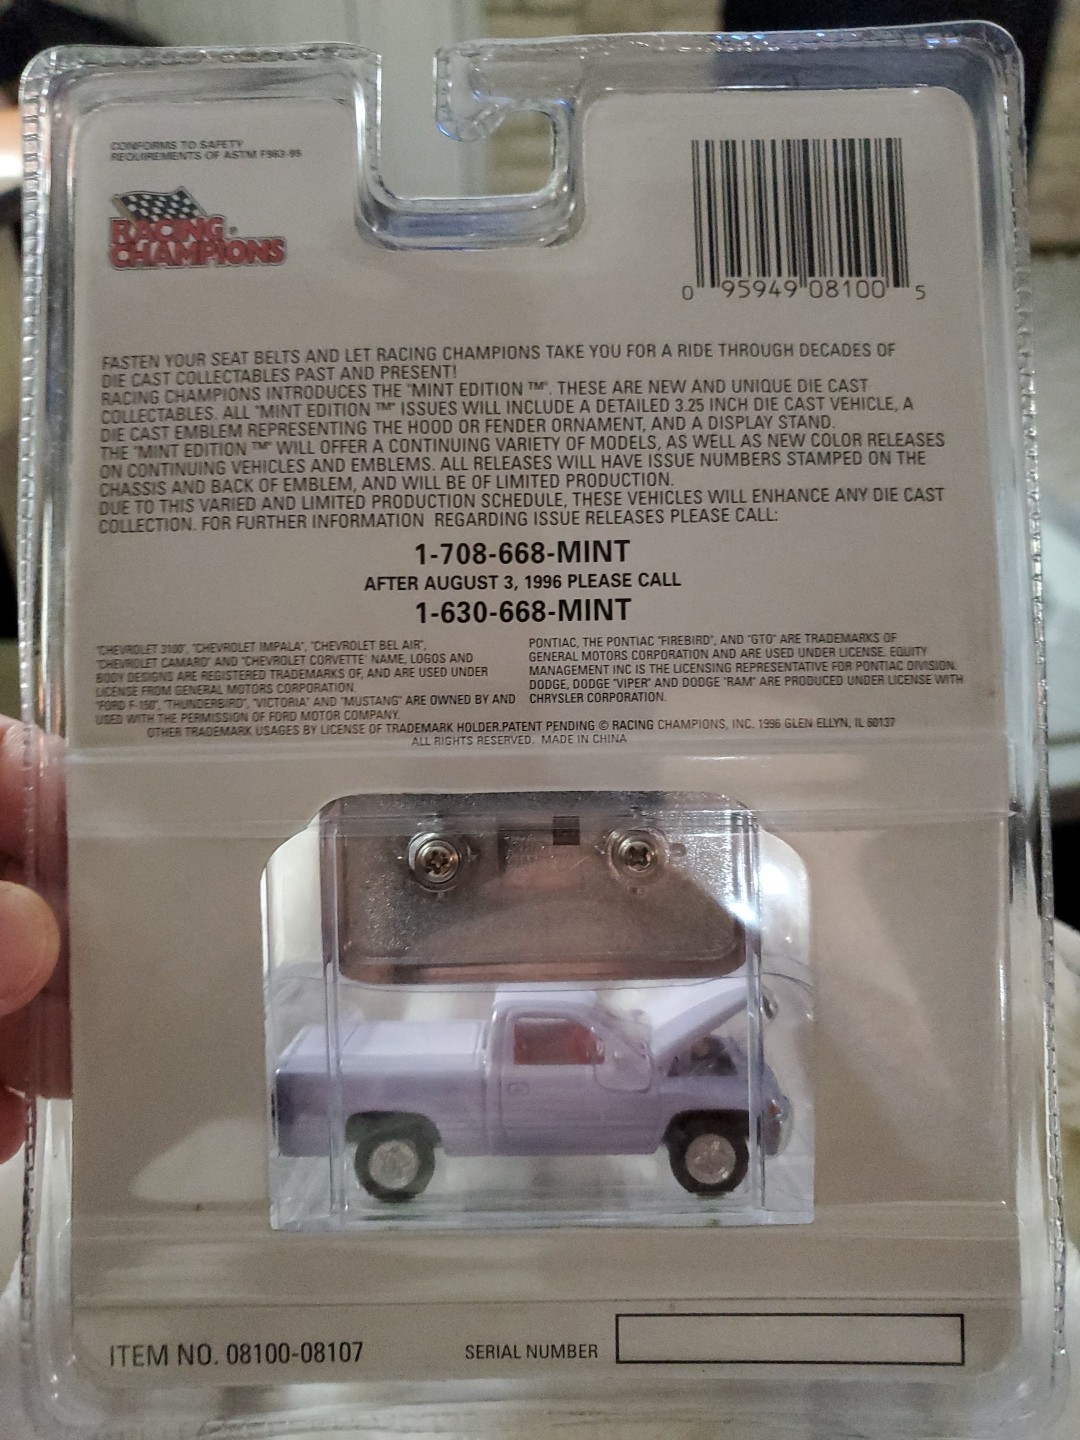 CONFORMS TO SAFETY
REQUIREMENTS OF ASTM F963-95
RACING
CHAMPIONS
0 95949 08100 5
FASTEN YOUR SEAT BELTS AND LET RACING CHAMPIONS TAKE YOU FOR A RIDE THROUGH DECADES OF
DIE CAST COLLECTABLES PAST AND PRESENT!
RACING CHAMPIONS INTRODUCES THE "MINT EDITION ™". THESE ARE NEW AND UNIQUE DIE CAST
COLLECTABLES. ALL "MINT EDITION ™" ISSUES WILL INCLUDE A DETAILED 3.25 INCH DIE CAST VEHICLE, A
DIE CAST EMBLEM REPRESENTING THE HOOD OR FENDER ORNAMENT, AND A DISPLAY STAND.
THE "MINT EDITION ™" WILL OFFER A CONTINUING VARIETY OF MODELS, AS WELL AS NEW COLOR RELEASES
ON CONTINUING VEHICLES AND EMBLEMS. ALL RELEASES WILL HAVE ISSUE NUMBERS STAMPED ON THE
CHASSIS AND BACK OF EMBLEM, AND WILL BE OF LIMITED PRODUCTION.
DUE TO THIS VARIED AND LIMITED PRODUCTION SCHEDULE, THESE VEHICLES WILL ENHANCE ANY DIE CAST
COLLECTION. FOR FURTHER INFORMATION REGARDING ISSUE RELEASES PLEASE CALL:
1-708-668-MINT
AFTER AUGUST 3, 1996 PLEASE CALL
1-630-668-MINT
"CHEVROLET 3100", "CHEVROLET IMPALA", "CHEVROLET BEL AIR",
"CHEVROLET CAMARO" AND "CHEVROLET CORVETTE" NAME, LOGOS AND
BODY DESIGNS ARE REGISTERED TRADEMARKS OF, AND ARE USED UNDER
LICENSE FROM GENERAL MOTORS CORPORATION.
"FORD F-150", "THUNDERBIRD", "VICTORIA" AND "MUSTANG" ARE OWNED BY AND
USED WITH THE PERMISSION OF FORD MOTOR COMPANY.
PONTIAC, THE PONTIAC "FIREBIRD", AND "GTO" ARE TRADEMARKS OF
GENERAL MOTORS CORPORATION AND ARE USED UNDER LICENSE. EQUITY
MANAGEMENT INC IS THE LICENSING REPRESENTATIVE FOR PONTIAC DIVISION.
DODGE, DODGE "VIPER" AND DODGE "RAM" ARE PRODUCED UNDER LICENSE WITH
CHRYSLER CORPORATION.
OTHER TRADEMARK USAGES BY LICENSE OF TRADEMARK HOLDER.PATENT PENDING © RACING CHAMPIONS, INC. 1996 GLEN ELLYN, IL 60137
ALL RIGHTS RESERVED. MADE IN CHINA
ITEM NO. 08100-08107
SERIAL NUMBER